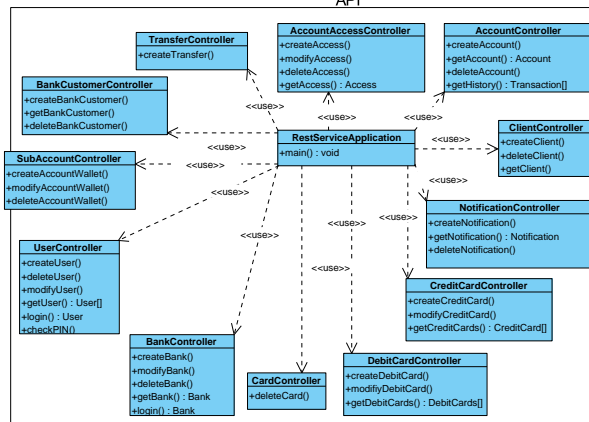 API
TransferController
+createTransfer()
AccountAccessController
+createAccess()
+modifyAccess()
+deleteAccess()
+getAccess() : Access
AccountController
+createAccount()
+getAccount() : Account
+deleteAccount()
+getHistory() : Transaction[]
BankCustomerController
+createBankCustomer()
+getBankCustomer()
+deleteBankCustomer()
<<use>>
<<use>>
<<use>>
<<use>>
RestServiceApplication
+main() : void
ClientController
+createClient()
+deleteClient()
+getClient()
<<use>>
SubAccountController
+createAccountWallet()
+modifyAccountWallet()
+deleteAccountWallet()
<<use>>
<<use>>
NotificationController
+createNotification()
+getNotification() : Notification
+deleteNotification()
<<use>>
<<use>>
<<use>>
<<use>>
<<use>>
UserController
+createUser()
+deleteUser()
+modifyUser()
+getUser() : User[]
+login() : User
+checkPIN()
CreditCardController
+createCreditCard()
+modifyCreditCard()
+getCreditCards() : CreditCard[]
BankController
+createBank()
+modifyBank()
+deleteBank()
+getBank() : Bank
+login() : Bank
CardController
+deleteCard()
DebitCardController
+createDebitCard()
+modifiyDebitCard()
+getDebitCards() : DebitCards[]